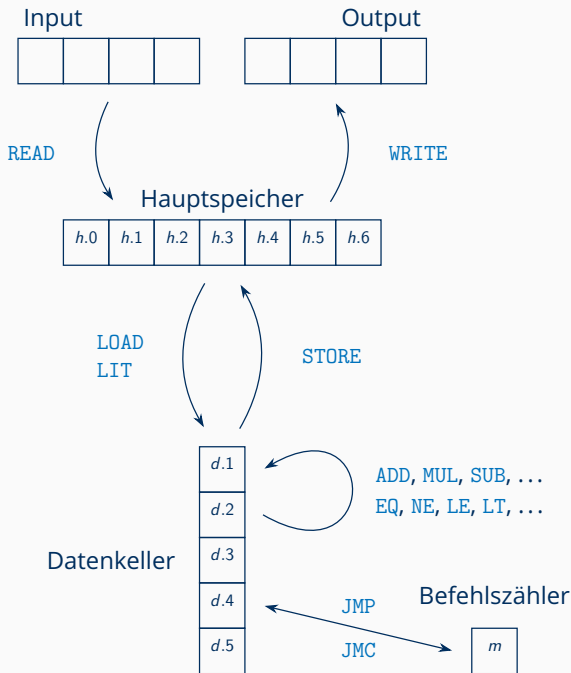 Input
Output
READ
WRITE
Hauptspeicher
h.0 h.1 h.2 h.3 h.4 h.5 h.6
LOAD
LIT
STORE
d.1
d.2
d.3
d.4
d.5
ADD, MUL, SUB, ...
EQ, NE, LE, LT, ...
Datenkeller
JMP
JMC
Befehlszähler
m